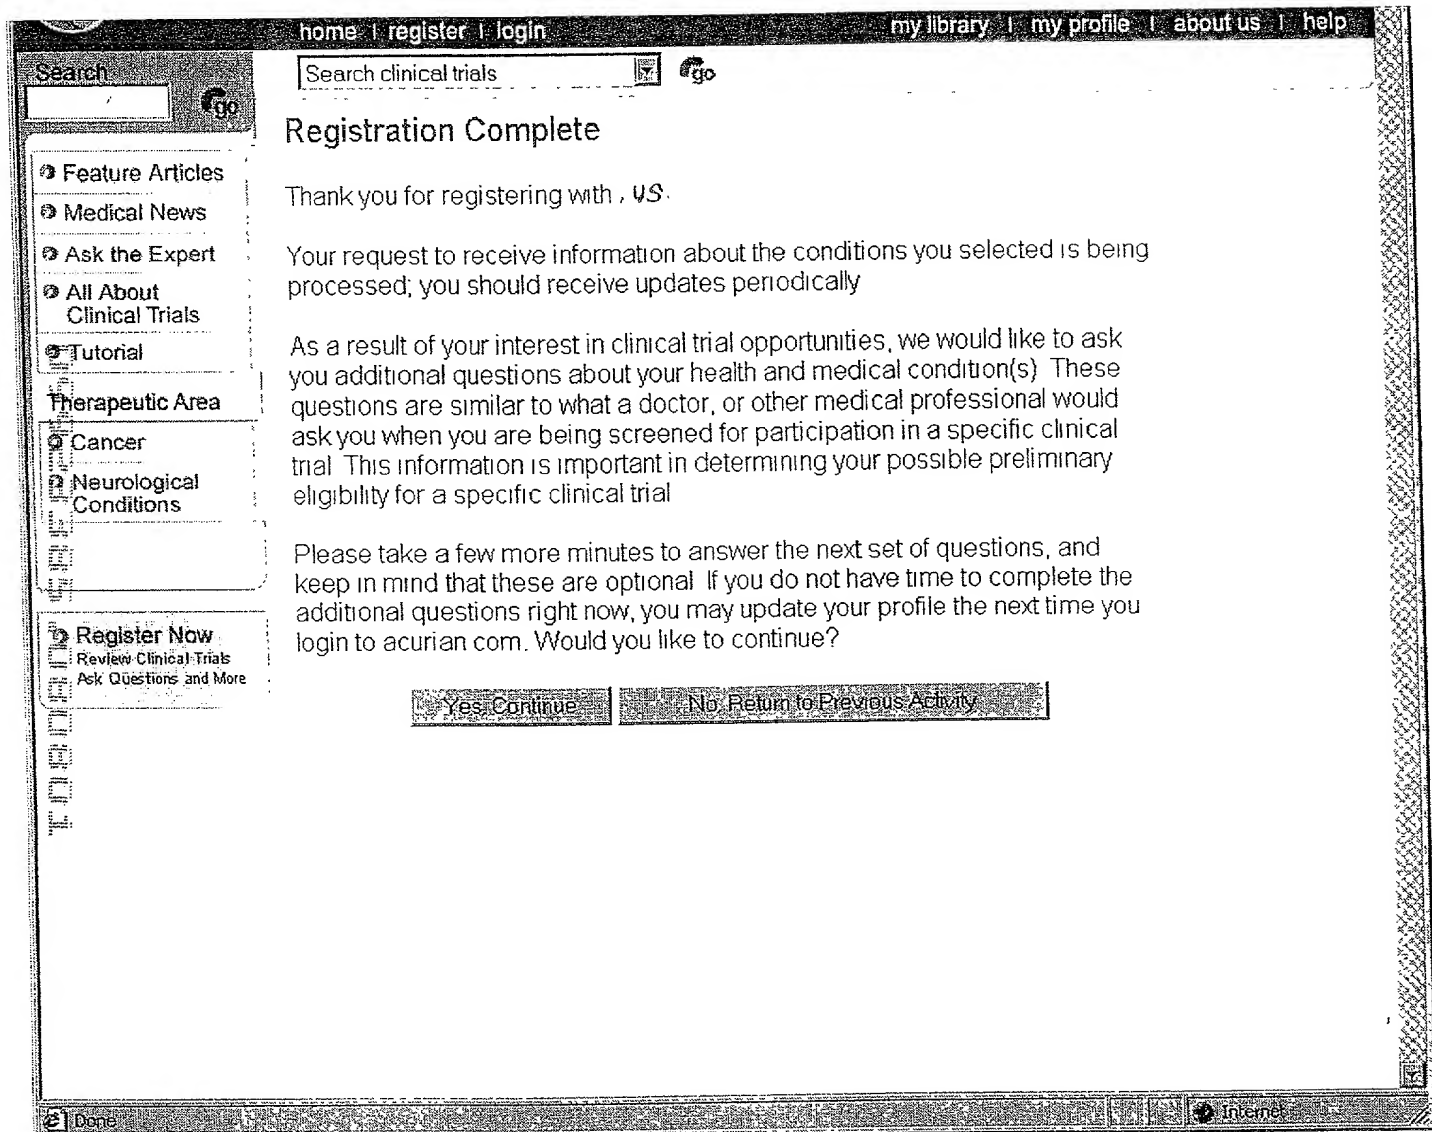 home | register | login
my library | my profile | about us | help
Search
go
Search clinical trials
go
Feature Articles
Medical News
Ask the Expert
All About
Clinical Trials
Tutorial
Therapeutic Area
Cancer
Neurological
Conditions
Register Now
Review Clinical Trials
Ask Questions and More
Registration Complete
Thank you for registering with , US.
Your request to receive information about the conditions you selected is being
processed; you should receive updates periodically
As a result of your interest in clinical trial opportunities, we would like to ask
you additional questions about your health and medical condition(s) These
questions are similar to what a doctor, or other medical professional would
ask you when you are being screened for participation in a specific clinical
trial This information is important in determining your possible preliminary
eligibility for a specific clinical trial
Please take a few more minutes to answer the next set of questions, and
keep in mind that these are optional If you do not have time to complete the
additional questions right now, you may update your profile the next time you
login to acurian com. Would you like to continue?
Yes, Continue
No, Return to Previous Activity
Done
Internet